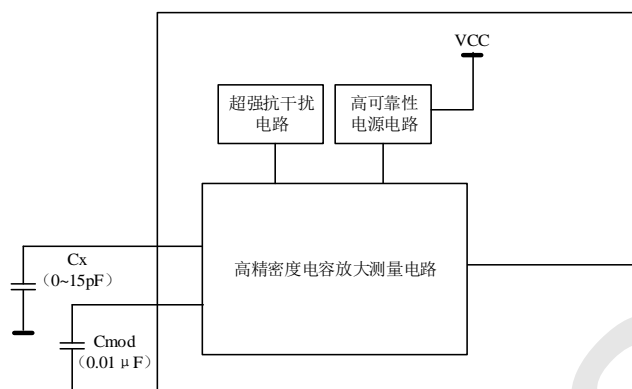 VCC
超强抗干扰
电路
高可靠性
电源电路
高精密度电容放大测量电路
Cx
（0~15pF）
Cmod
（0.01μF）